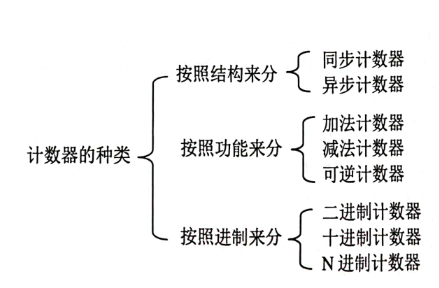 计数器的种类
按照结构来分
同步计数器
异步计数器
按照功能来分
加法计数器
减法计数器
可逆计数器
按照进制来分
二进制计数器
十进制计数器
N进制计数器